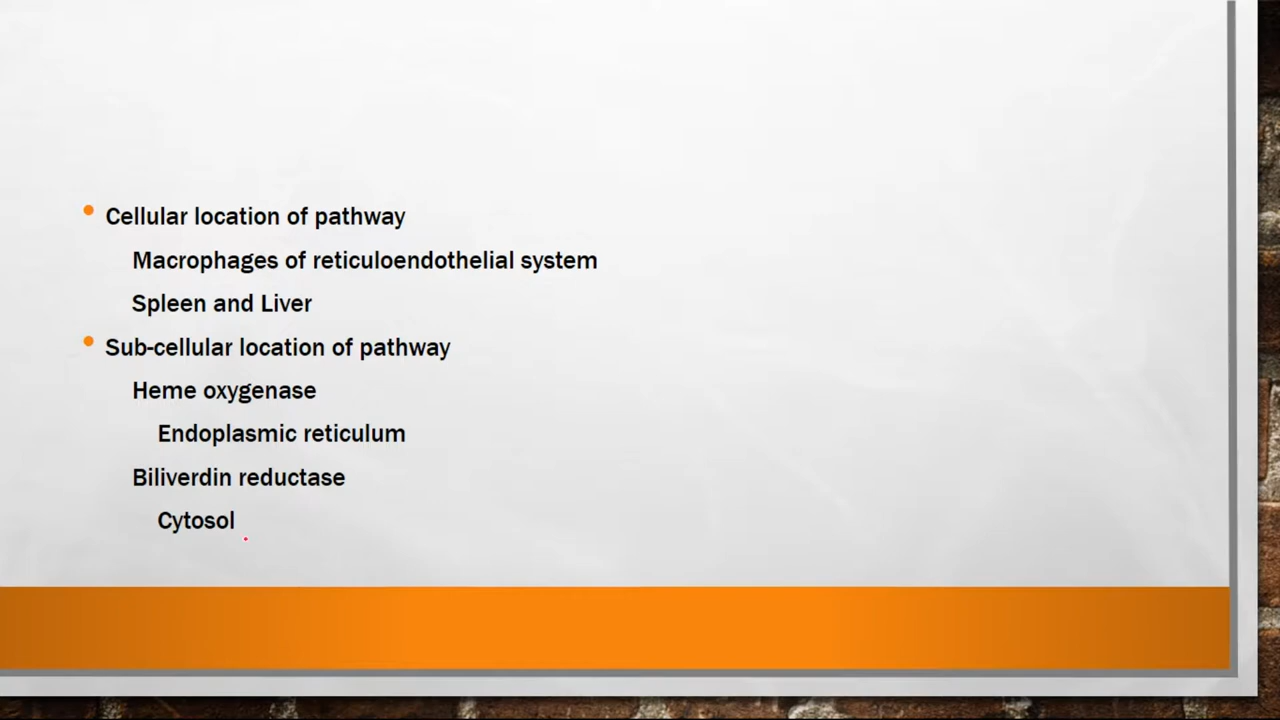 • Cellular location of pathway
Macrophages of reticuloendothelial system
Spleen and Liver
• Sub-cellular location of pathway
Heme oxygenase
Endoplasmic reticulum
Biliverdin reductase
Cytosol